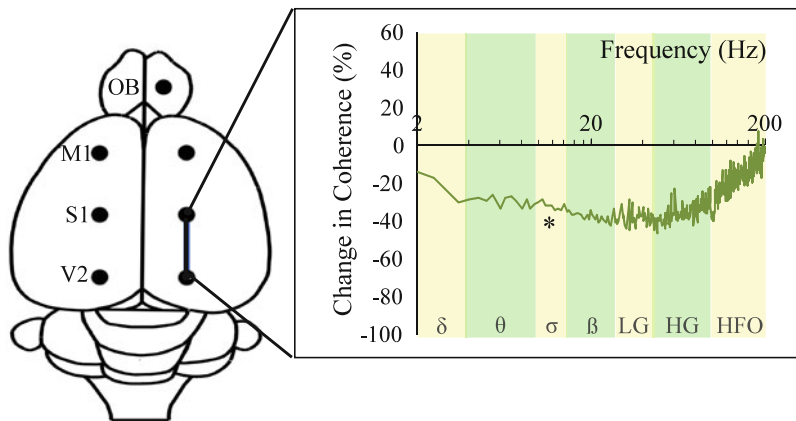 OB
M1
S1
V2
Change in Coherence (%)
Frequency (Hz)
60
40
20
2 20 200
0
-20
-40
*
-60
-80
-100
δ θ σ ß LG HG HFO